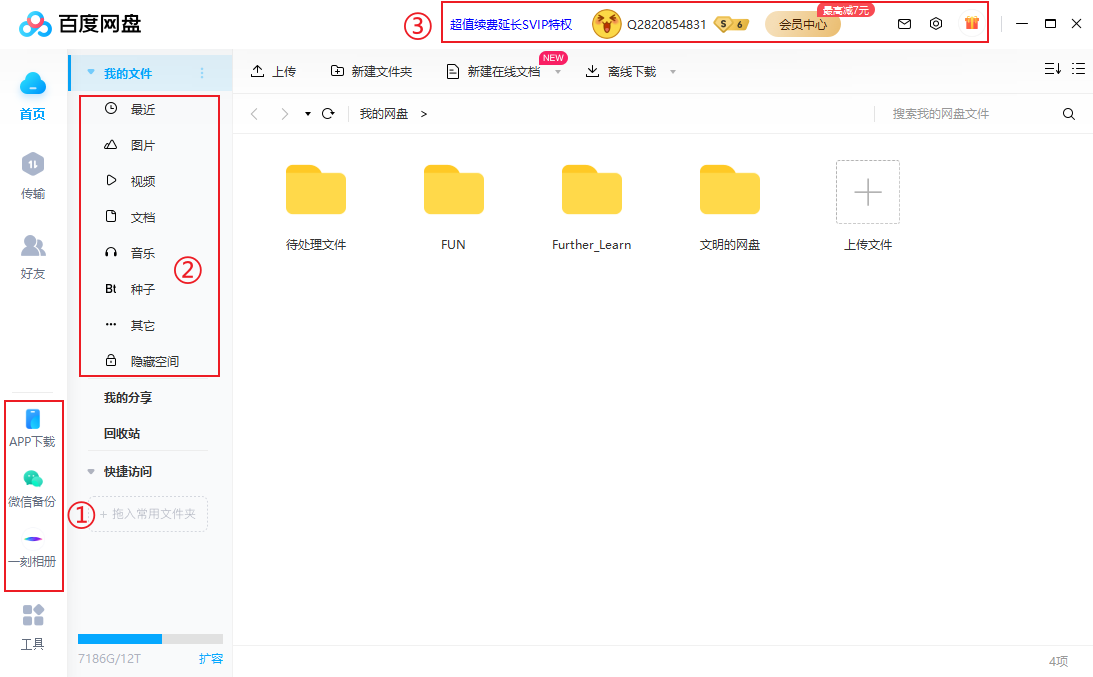 百度网盘
③
超值续费延长SVIP特权
Q2820854831
S 6
会员中心
最高减7元
首页
传输
好友
APP下载
微信备份
一刻相册
①
工具
我的文件
最近
图片
视频
文档
音乐
Bt 种子
其它
隐藏空间
②
我的分享
回收站
快捷访问
+ 拖入常用文件夹
7186G/12T
扩容
上传
新建文件夹
新建在线文档
NEW
离线下载
我的网盘 >
搜索我的网盘文件
待处理文件
FUN
Further_Learn
文明的网盘
上传文件
4项